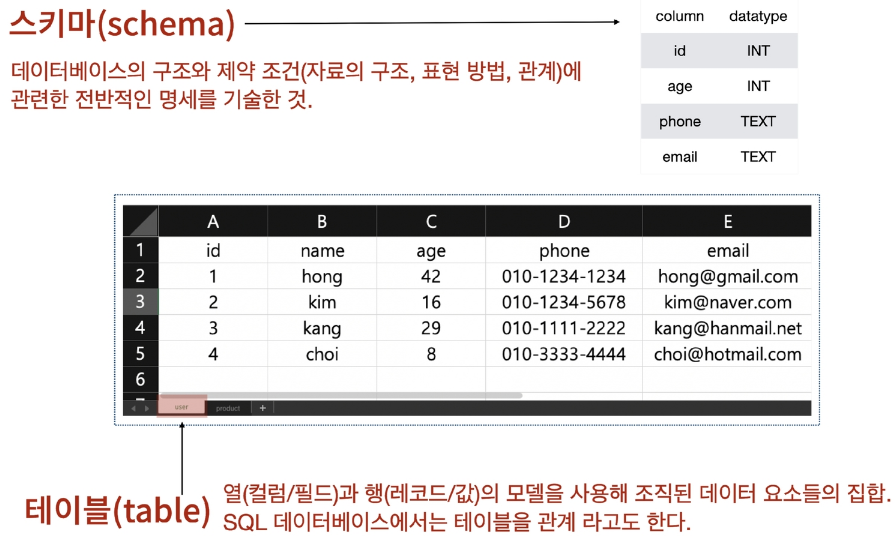 스키마(schema)
데이터베이스의 구조와 제약 조건(자료의 구조, 표현 방법, 관계)에
관련한 전반적인 명세를 기술한 것.
column datatype
id INT
age INT
phone TEXT
email TEXT
A B C D E
1 id name age phone email
2 1 hong 42 010-1234-1234 hong@gmail.com
3 2 kim 16 010-1234-5678 kim@naver.com
4 3 kang 29 010-1111-2222 kang@hanmail.net
5 4 choi 8 010-3333-4444 choi@hotmail.com
6
user product +
테이블(table)
열(컬럼/필드)과 행(레코드/값)의 모델을 사용해 조직된 데이터 요소들의 집합.
SQL 데이터베이스에서는 테이블을 관계 라고도 한다.